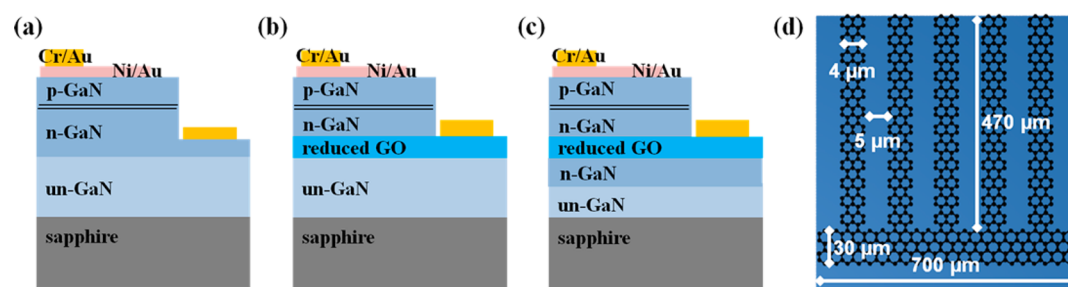 (a)
Cr/Au
Ni/Au
p-GaN
n-GaN
un-GaN
sapphire
(b)
Cr/Au
Ni/Au
p-GaN
n-GaN
reduced GO
un-GaN
sapphire
(c)
Cr/Au
Ni/Au
p-GaN
n-GaN
reduced GO
n-GaN
un-GaN
sapphire
(d)
4 μm
5 μm
470 μm
30 μm
700 μm